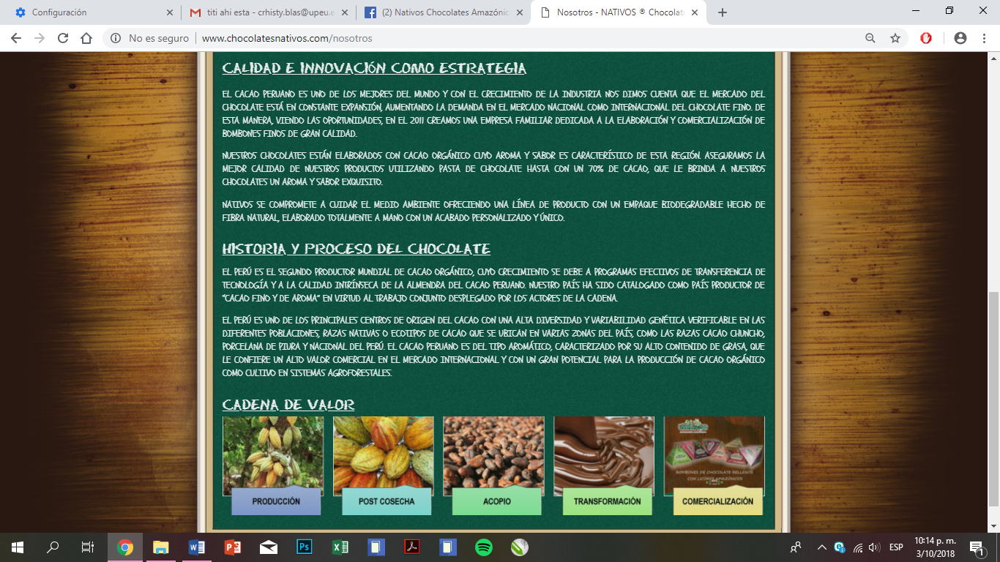 Configuración
titi ahi esta - crhisty.blas@upeu.e
(2) Nativos Chocolates Amazónic
Nosotros - NATIVOS ® Chocolat
No es seguro | www.chocolatesnativos.com/nosotros
CALIDAD E INNOVACIÓN COMO ESTRATEGIA
EL CACAO PERUANO ES UNO DE LOS MEJORES DEL MUNDO Y CON EL CRECIMIENTO DE LA INDUSTRIA NOS DIMOS CUENTA QUE EL MERCADO DEL
CHOCOLATE ESTÁ EN CONSTANTE EXPANSIÓN, AUMENTANDO LA DEMANDA EN EL MERCADO NACIONAL COMO INTERNACIONAL DEL CHOCOLATE FINO. DE
ESTA MANERA, VIENDO LAS OPORTUNIDADES, EN EL 2011 CREAMOS UNA EMPRESA FAMILIAR DEDICADA A LA ELABORACIÓN Y COMERCIALIZACIÓN DE
BOMBONES FINOS DE GRAN CALIDAD.
NUESTROS CHOCOLATES ESTÁN ELABORADOS CON CACAO ORGÁNICO CUYO AROMA Y SABOR ES CARACTERÍSTICO DE ESTA REGIÓN. ASEGURAMOS LA
MEJOR CALIDAD DE NUESTROS PRODUCTOS UTILIZANDO PASTA DE CHOCOLATE HASTA CON UN 70% DE CACAO, QUE LE BRINDA A NUESTROS
CHOCOLATES UN AROMA Y SABOR EXQUISITO.
NATIVOS SE COMPROMETE A CUIDAR EL MEDIO AMBIENTE OFRECIENDO UNA LÍNEA DE PRODUCTO CON UN EMPAQUE BIODEGRADABLE HECHO DE
FIBRA NATURAL, ELABORADO TOTALMENTE A MANO CON UN ACABADO PERSONALIZADO Y ÚNICO.
HISTORIA Y PROCESO DEL CHOCOLATE
EL PERÚ ES EL SEGUNDO PRODUCTOR MUNDIAL DE CACAO ORGÁNICO, CUYO CRECIMIENTO SE DEBE A PROGRAMAS EFECTIVOS DE TRANSFERENCIA DE
TECNOLOGÍA Y A LA CALIDAD INTRÍNSECA DE LA ALMENDRA DEL CACAO PERUANO. NUESTRO PAÍS HA SIDO CATALOGADO COMO PAÍS PRODUCTOR DE
"CACAO FINO Y DE AROMA" EN VIRTUD AL TRABAJO CONJUNTO DESPLEGADO POR LOS ACTORES DE LA CADENA.
EL PERÚ ES UNO DE LOS PRINCIPALES CENTROS DE ORIGEN DEL CACAO CON UNA ALTA DIVERSIDAD Y VARIABILIDAD GENÉTICA VERIFICABLE EN LAS
DIFERENTES POBLACIONES, RAZAS NATIVAS O ECOTIPOS DE CACAO QUE SE UBICAN EN VARIAS ZONAS DEL PAÍS, COMO LAS RAZAS CACAO CHUNCHO,
PORCELANA DE PIURA Y NACIONAL DEL PERÚ. EL CACAO PERUANO ES DEL TIPO AROMÁTICO, CARACTERIZADO POR SU ALTO CONTENIDO DE GRASA, QUE
LE CONFIERE UN ALTO VALOR COMERCIAL EN EL MERCADO INTERNACIONAL Y CON UN GRAN POTENCIAL PARA LA PRODUCCIÓN DE CACAO ORGÁNICO
COMO CULTIVO EN SISTEMAS AGROFORESTALES.
CADENA DE VALOR
BOMBONES DE CHOCOLATE RELLENOS
CON LICORES AMAZÓNICOS
PRODUCCIÓN
POST COSECHA
ACOPIO
TRANSFORMACIÓN
COMERCIALIZACIÓN
ESP
10:14 p. m.
3/10/2018
1